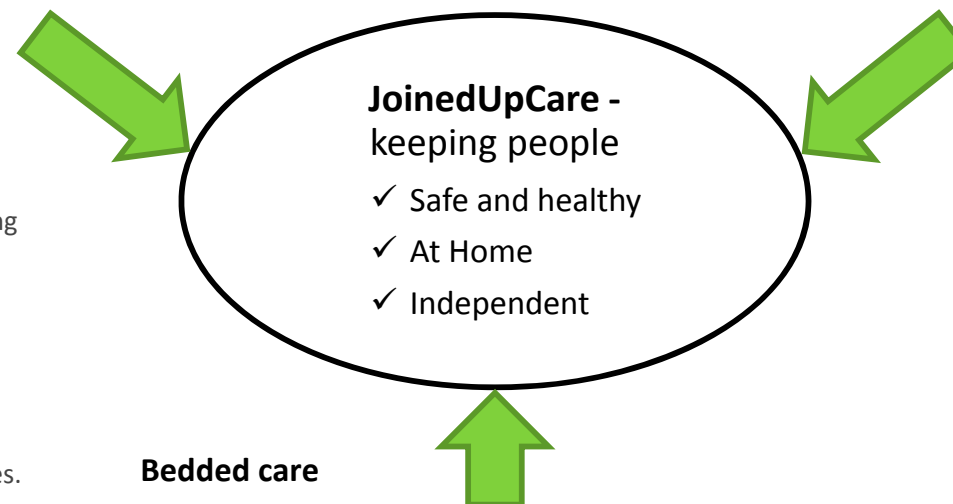 JoinedUpCare -
keeping people
✓ Safe and healthy
✓ At Home
✓ Independent
Bedded care